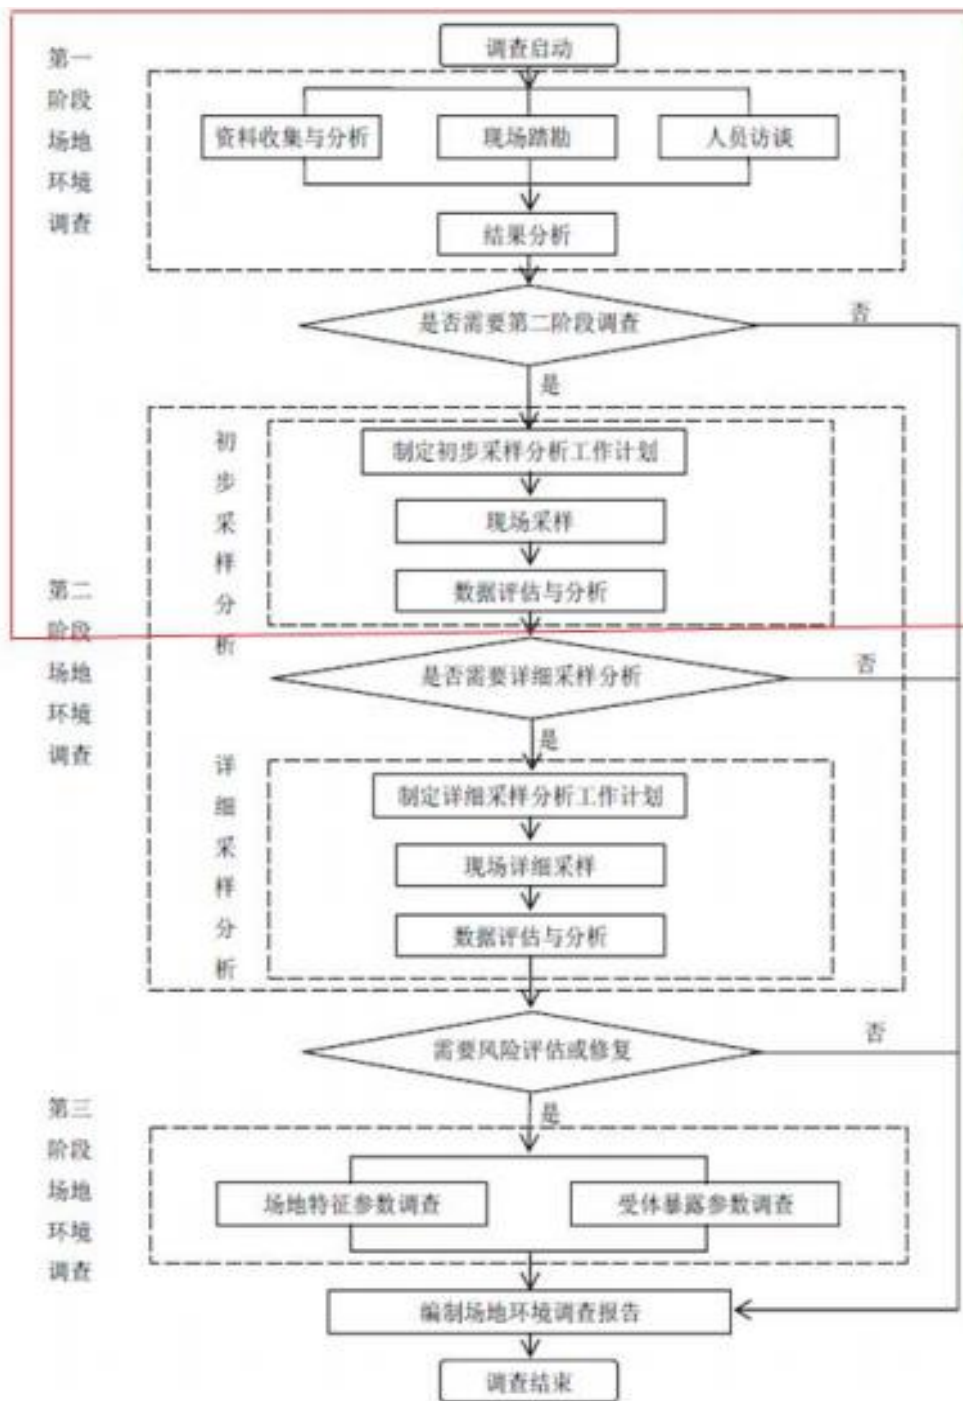 调查启动
第一阶段场地环境调查
资料收集与分析
现场踏勘
人员访谈
结果分析
是否需要第二阶段调查
否
是
第二阶段场地环境调查
初步采样分析
制定初步采样分析工作计划
现场采样
数据评估与分析
是否需要详细采样分析
否
是
详细采样分析
制定详细采样分析工作计划
现场详细采样
数据评估与分析
需要风险评估或修复
否
是
第三阶段场地环境调查
场地特征参数调查
受体暴露参数调查
编制场地环境调查报告
调查结束